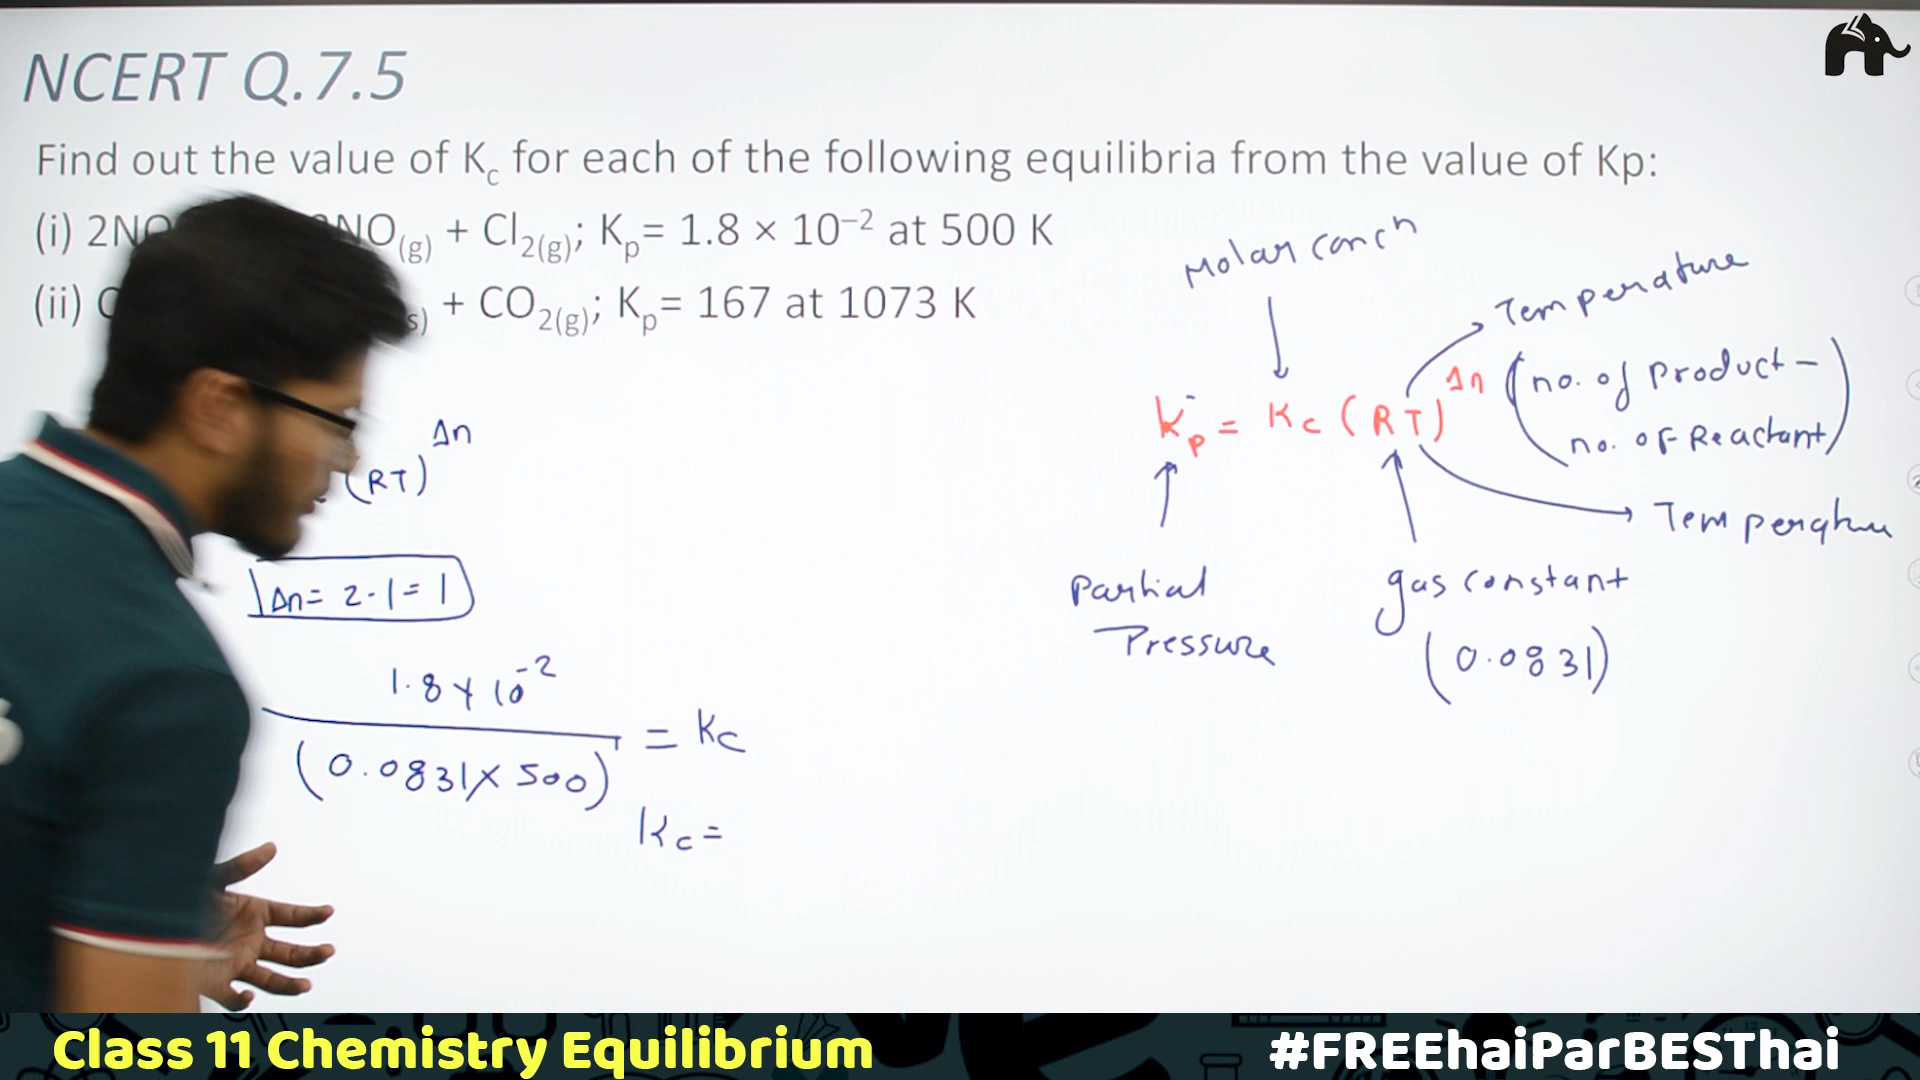 NCERT Q.7.5
Find out the value of Kc for each of the following equilibria from the value of Kp:
(i) 2NO NO(g) + Cl2(g); Kp= 1.8 × 10−2 at 500 K
(ii) C (s) + CO2(g); Kp= 167 at 1073 K
Molar concn
Temperature
Kp = Kc (RT)Δn (no. of Product - no. of Reactant)
(RT)Δn
Temperature
Partial Pressure
gas constant
(0.0831)
Δn = 2-1 = 1
1.8 × 10-2
(0.0831 × 500) = Kc
Kc =
Class 11 Chemistry Equilibrium
#FREEhaiParBESThai